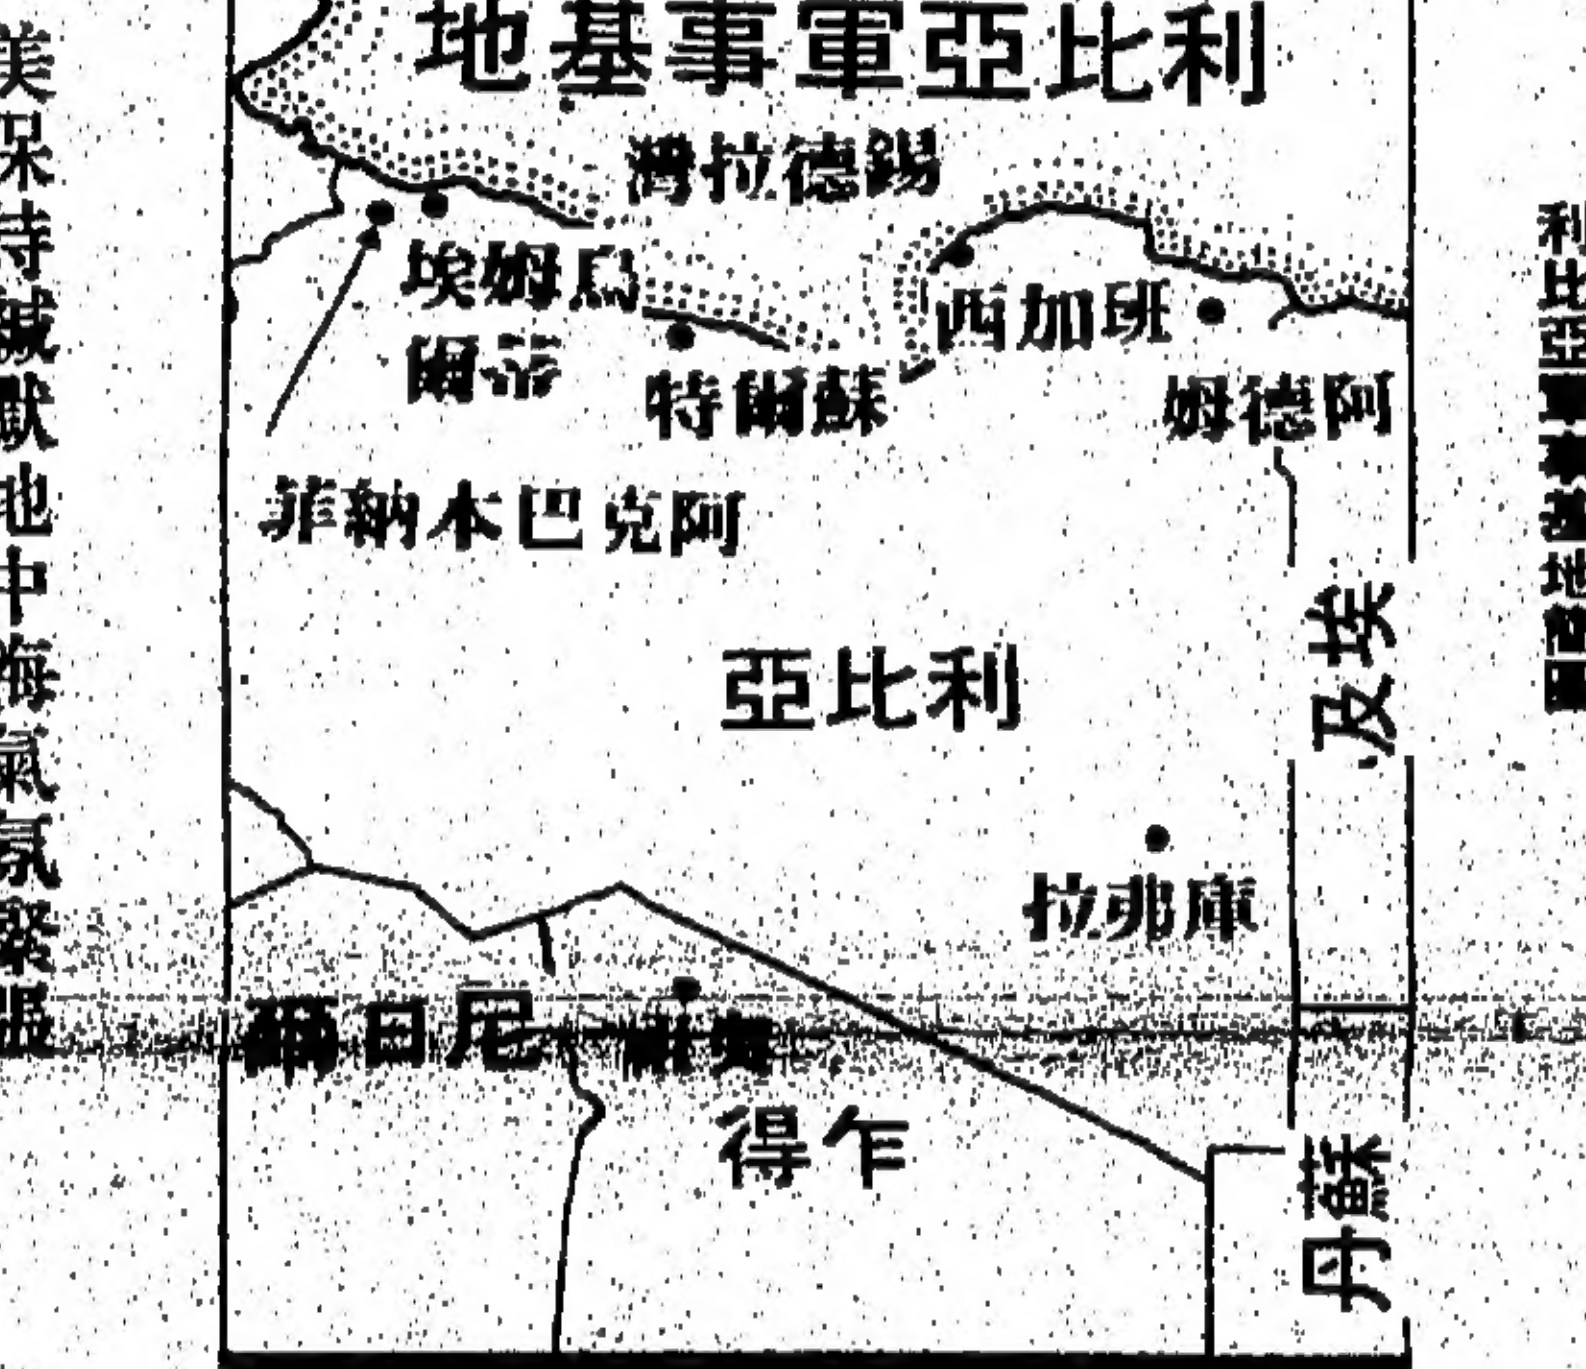 利比亞軍事基地
錫德拉灣
烏姆埃
蒂爾
班加西
蘇爾特
阿德姆
阿克巴本納菲
利比亞
埃及
庫弗拉
尼日爾
乍得
蘇丹
利比亞軍事基地
美保持緘默地中海氣氛緊張